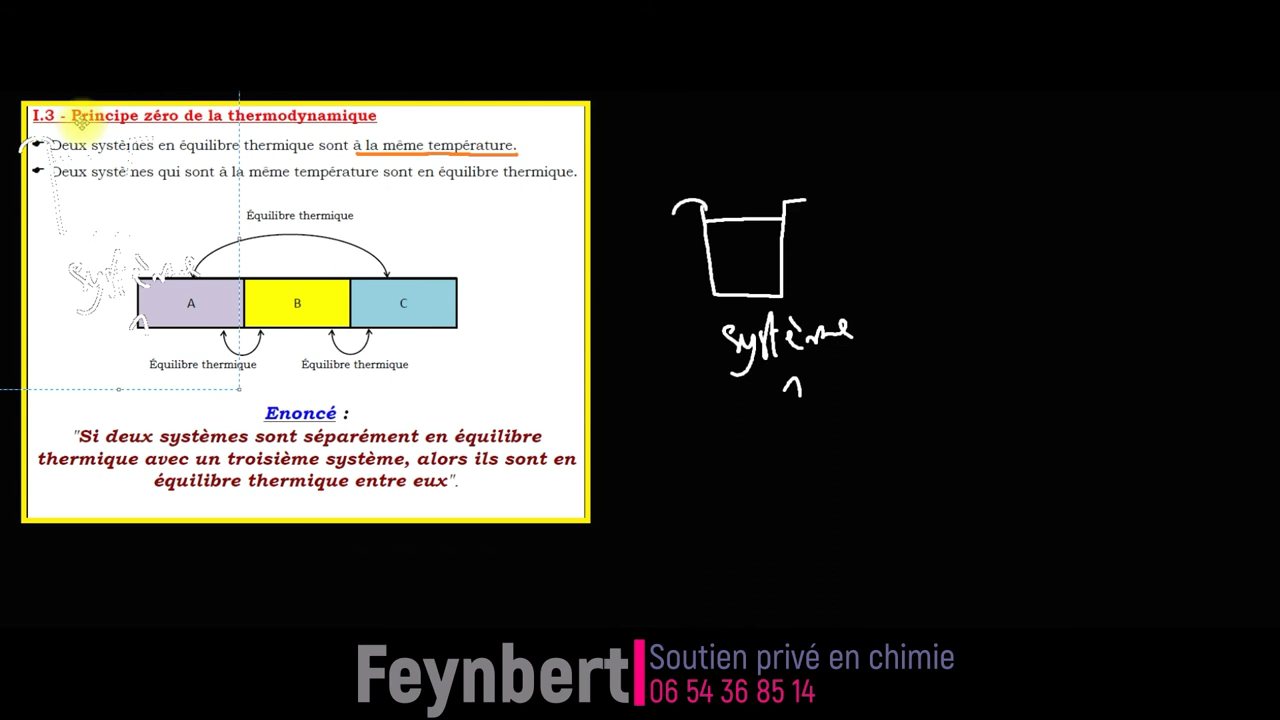 I.3 - Principe zéro de la thermodynamique
Deux systèmes en équilibre thermique sont à la même température.
Deux systèmes qui sont à la même température sont en équilibre thermique.
Équilibre thermique
A
B
C
Équilibre thermique
Équilibre thermique
Enoncé :
"Si deux systèmes sont séparément en équilibre
thermique avec un troisième système, alors ils sont en
équilibre thermique entre eux".
système
1
système
1
Feynbert
Soutien privé en chimie
06 54 36 85 14